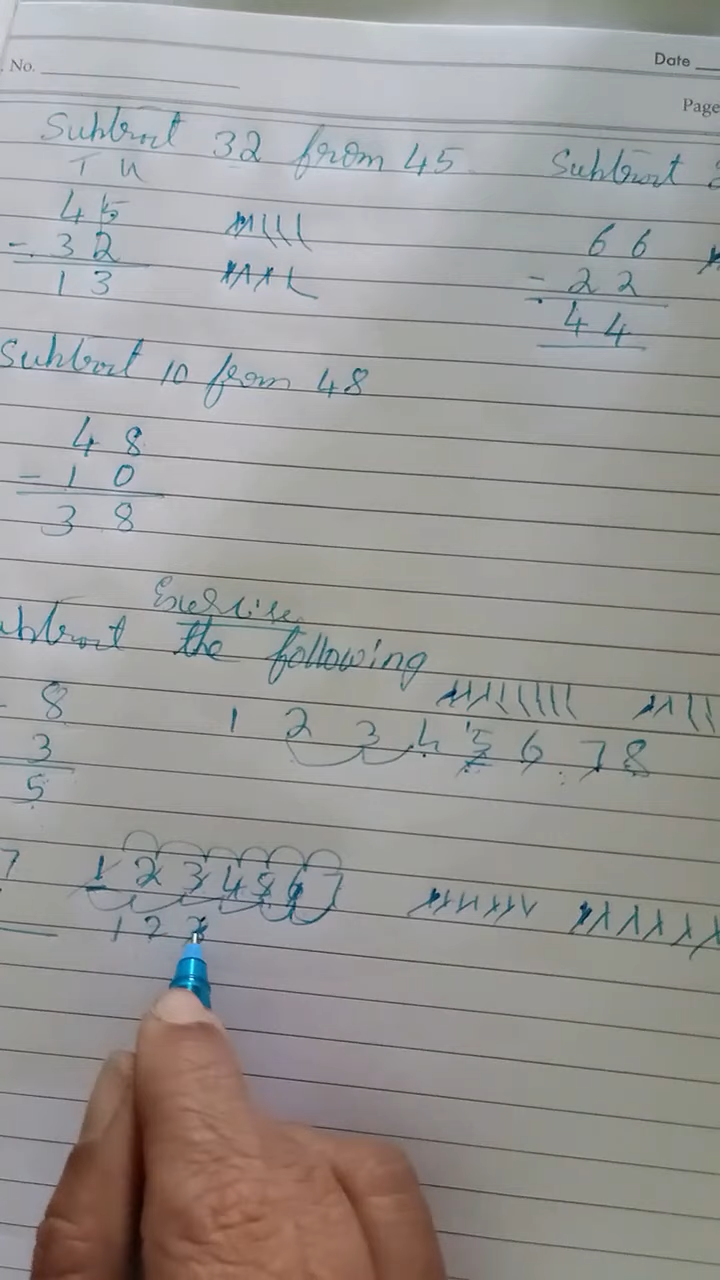 No.
Date
Page
Subtract 32 from 45
T U
4 5
- 3 2
1 3
Subtract
6 6
- 2 2
4 4
Subtract 10 from 48
4 8
- 1 0
3 8
Exercise
the following
8
3
5
1 2 3 4 5 6 7 8
7
1 2 3 4 5 6 7
1 2 3